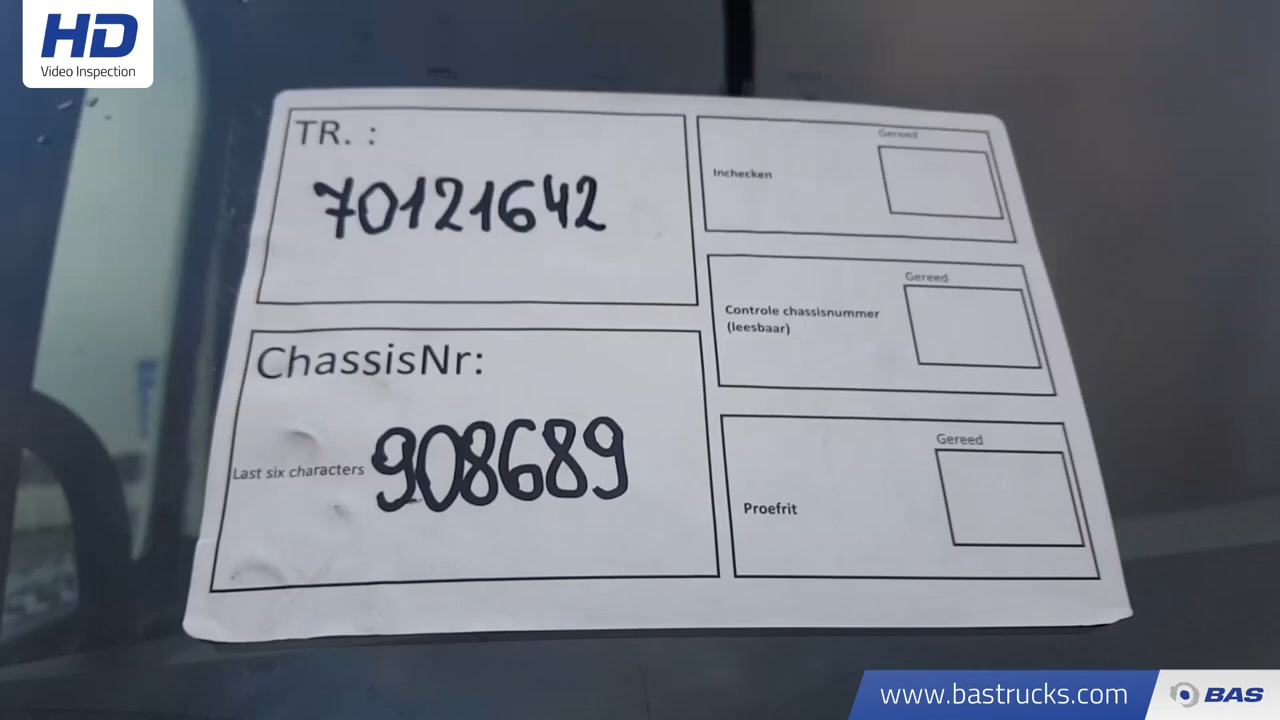 HD
Video Inspection
TR. :
70121642
ChassisNr:
Last six characters 908689
Gereed
Inchecken
Gereed
Controle chassisnummer
(leesbaar)
Gereed
Proefrit
www.bastrucks.com
BAS